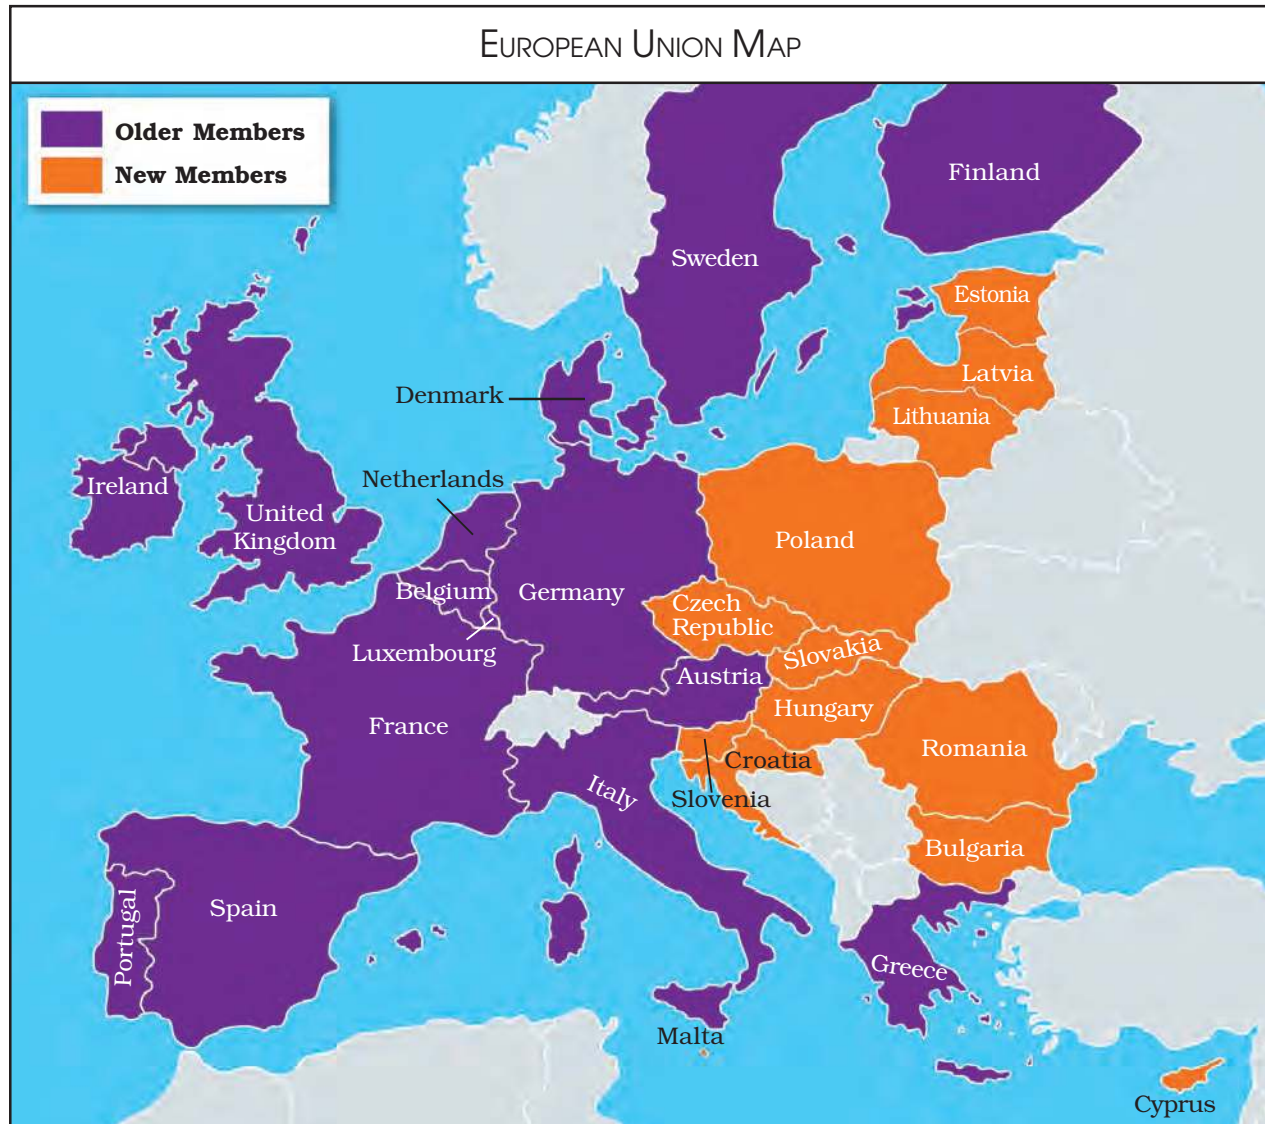 EUROPEAN UNION MAP
Older Members
New Members
Finland
Sweden
Estonia
Latvia
Denmark
Lithuania
Netherlands
Ireland
United
Kingdom
Poland
Belgium
Germany
Czech
Republic
Luxembourg
Slovakia
Austria
Hungary
France
Romania
Croatia
Slovenia
Italy
Bulgaria
Portugal
Spain
Greece
Malta
Cyprus